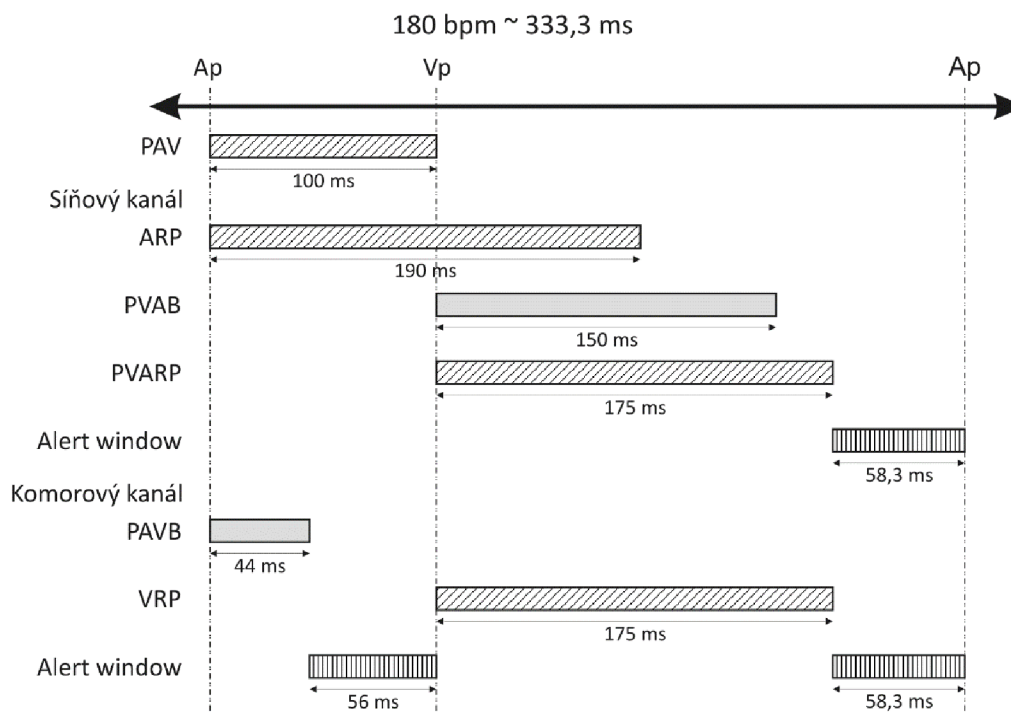 180 bpm ~ 333,3 ms
Ap Vp Ap
PAV
100 ms
Síňový kanál
ARP
190 ms
PVAB
150 ms
PVARP
175 ms
Alert window
58,3 ms
Komorový kanál
PAVB
44 ms
VRP
175 ms
Alert window
56 ms 58,3 ms